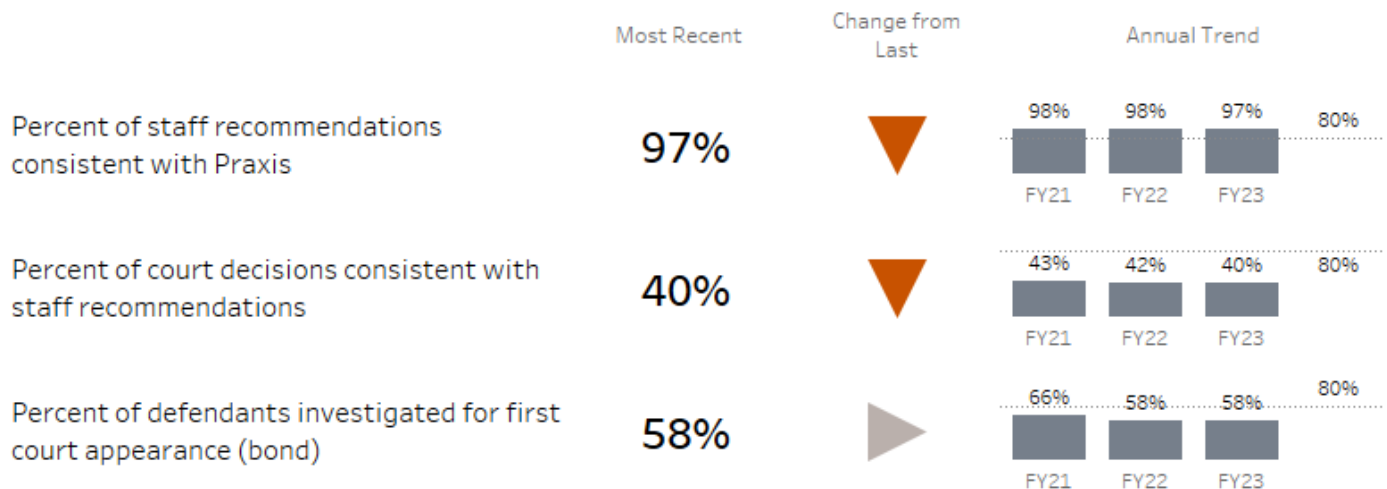 Most Recent
Change from
Last
Annual Trend
Percent of staff recommendations
consistent with Praxis
97%
98% 98% 97% 80%
FY21 FY22 FY23
Percent of court decisions consistent with
staff recommendations
40%
43% 42% 40% 80%
FY21 FY22 FY23
Percent of defendants investigated for first
court appearance (bond)
58%
66% 58% 58% 80%
FY21 FY22 FY23